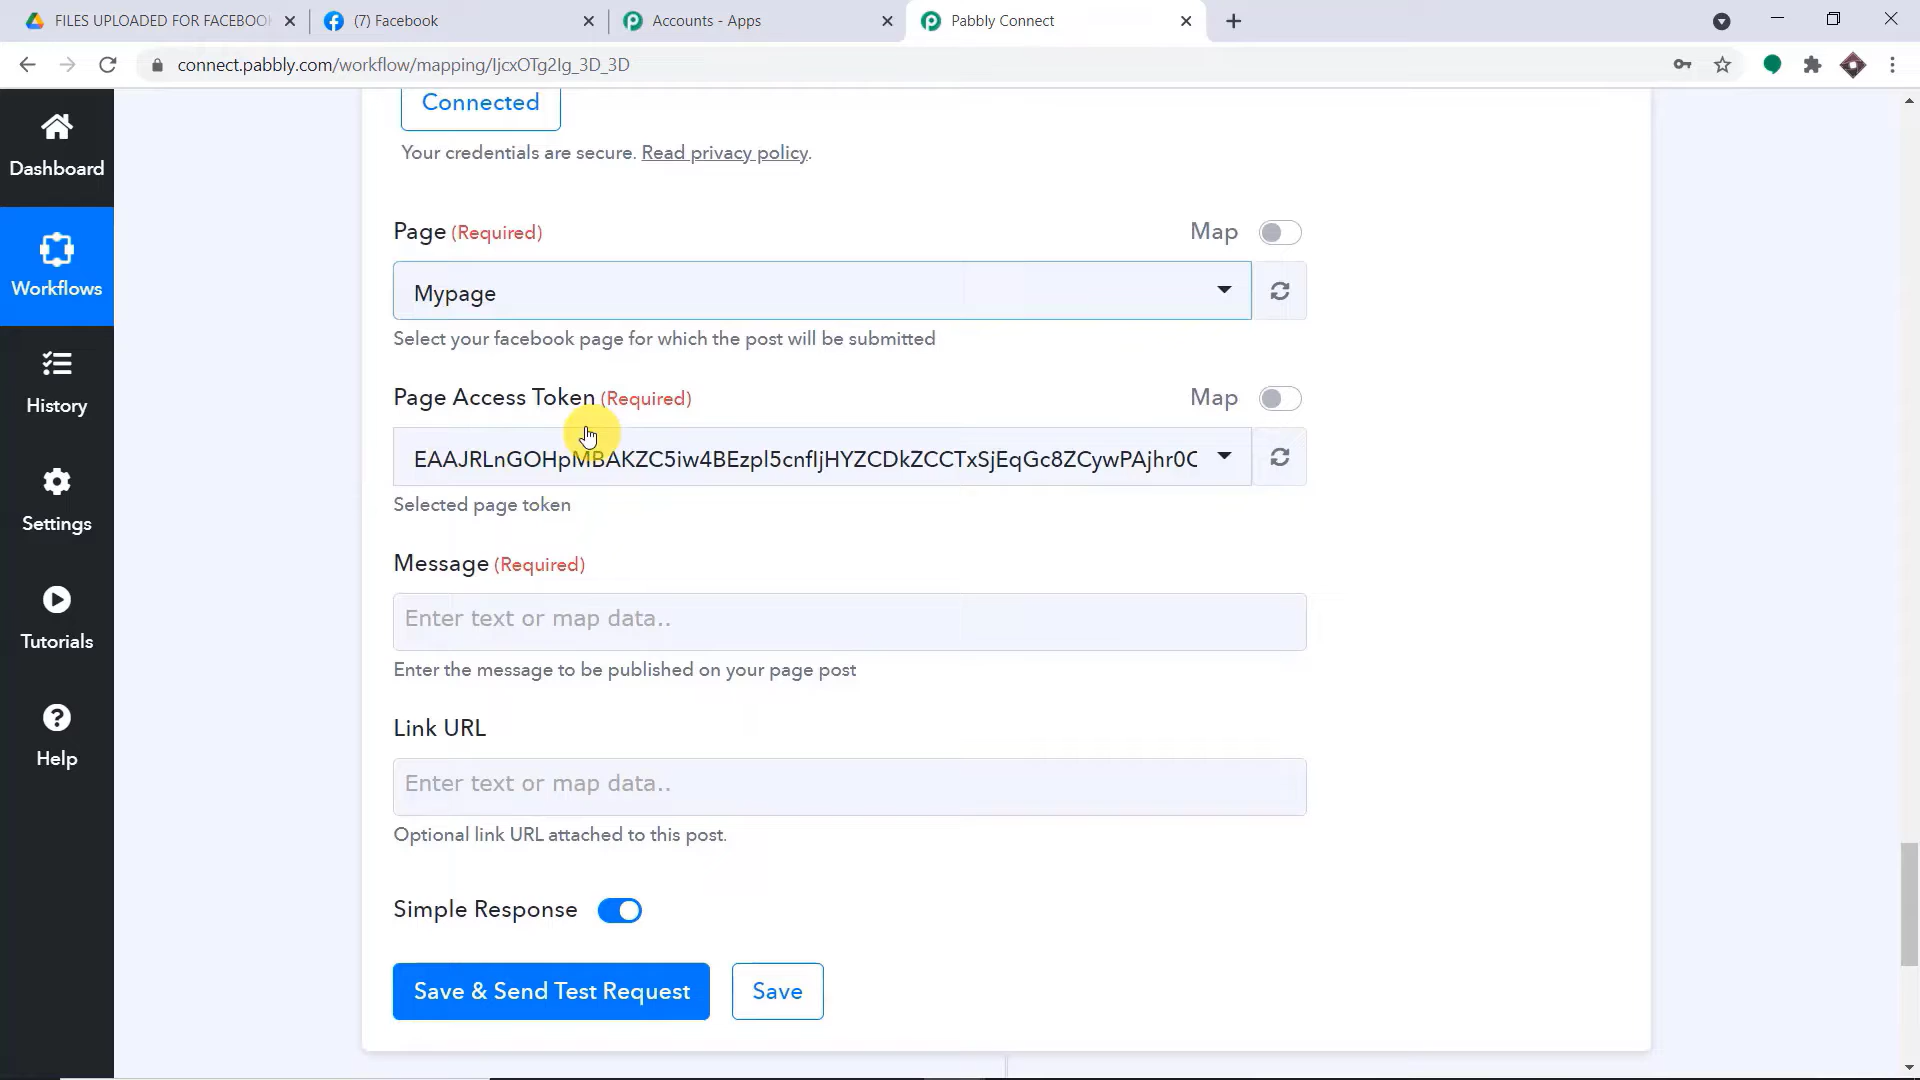 FILES UPLOADED FOR FACEBOO
(7) Facebook
Accounts - Apps
Pabbly Connect
connect.pabbly.com/workflow/mapping/IjcxOTg2Ig_3D_3D
Dashboard
Workflows
History
Settings
Tutorials
Help
Connected
Your credentials are secure. Read privacy policy.
Page (Required)
Map
Mypage
Select your facebook page for which the post will be submitted
Page Access Token (Required)
Map
EAAJRLnGOHpMBAKZC5iw4BEzpl5cnfIjHYZCDkZCCTxSjEqGc8ZCywPAjhr0C
Selected page token
Message (Required)
Enter text or map data..
Enter the message to be published on your page post
Link URL
Enter text or map data..
Optional link URL attached to this post.
Simple Response
Save & Send Test Request
Save